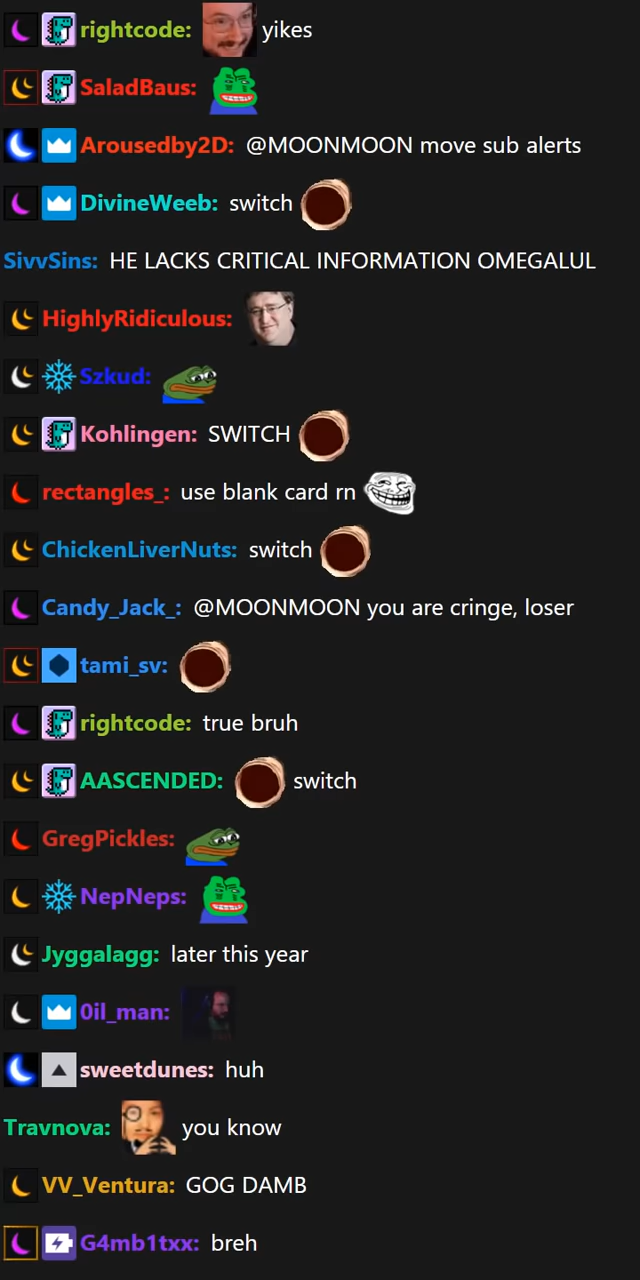 rightcode: yikes
SaladBaus:
Arousedby2D: @MOONMOON move sub alerts
DivineWeeb: switch
SivvSins: HE LACKS CRITICAL INFORMATION OMEGALUL
HighlyRidiculous:
Szkud:
Kohlingen: SWITCH
rectangles_: use blank card rn
ChickenLiverNuts: switch
Candy_Jack_: @MOONMOON you are cringe, loser
tami_sv:
rightcode: true bruh
AASCENDED: switch
GregPickles:
NepNeps:
Jyggalagg: later this year
0il_man:
sweetdunes: huh
Travnova: you know
VV_Ventura: GOG DAMB
G4mb1txx: breh